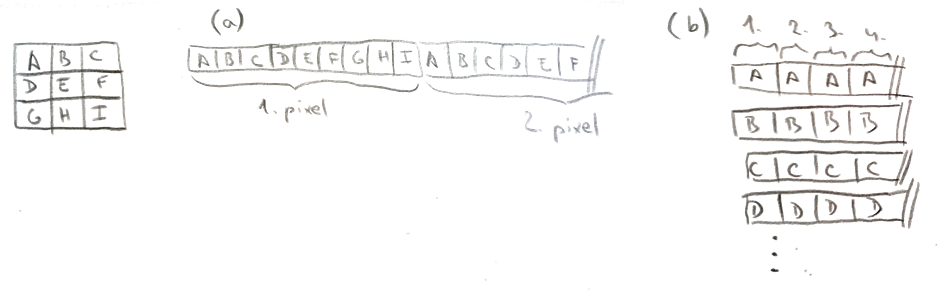 A B C
D E F
G H I
(a)
A B C D E F G H I A B C D E F
1. pixel
2. pixel
(b)
1. 2. 3. 4.
A A A A
B B B B
C C C C
D D D D